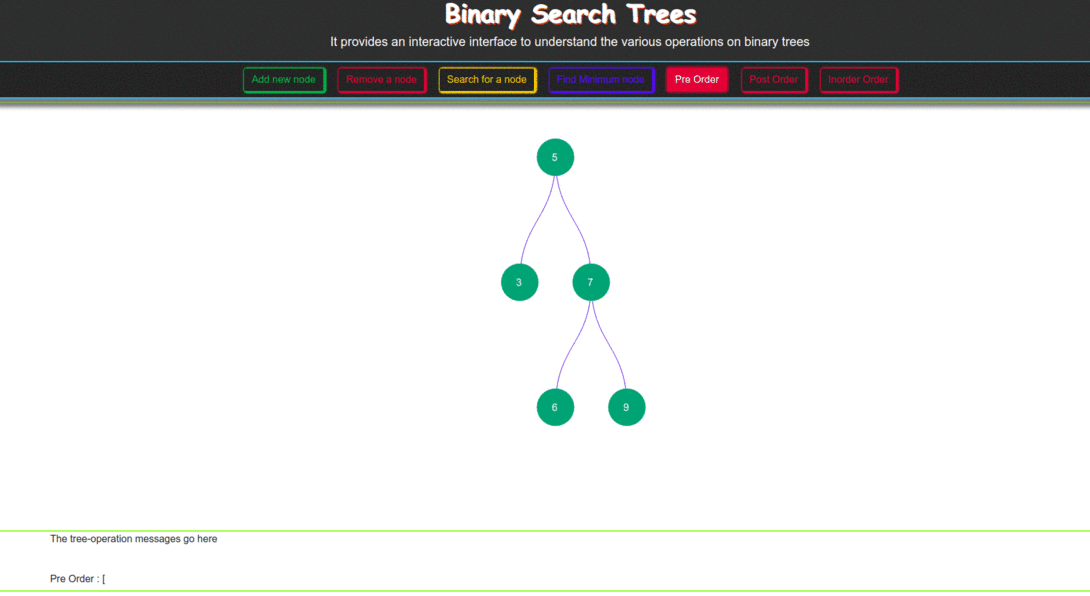 Binary Search Trees
It provides an interactive interface to understand the various operations on binary trees
Add new node Remove a node Search for a node Find Minimum node Pre Order Post Order Inorder Order
5
3 7
6 9
The tree-operation messages go here
Pre Order : [